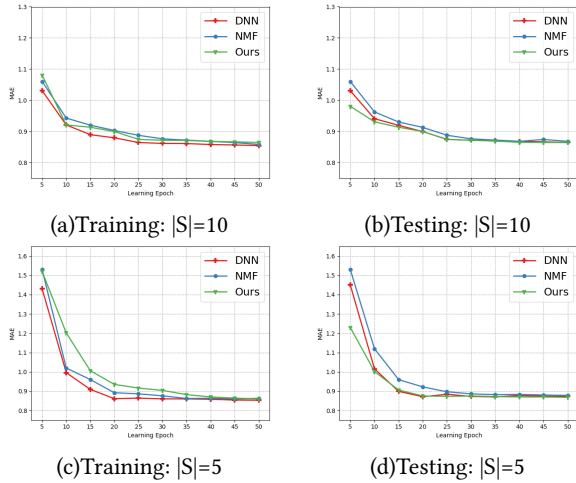 1.3
1.2
1.1
1.0
0.9
0.8
MAE
5 10 15 20 25 30 35 40 45 50
Learning Epoch
DNN
NMF
Ours
(a)Training: |S|=10
1.3
1.2
1.1
1.0
0.9
0.8
MAE
5 10 15 20 25 30 35 40 45 50
Learning Epoch
DNN
NMF
Ours
(b)Testing: |S|=10
1.6
1.5
1.4
1.3
1.2
1.1
1.0
0.9
0.8
MAE
5 10 15 20 25 30 35 40 45 50
Learning Epoch
DNN
NMF
Ours
(c)Training: |S|=5
1.6
1.5
1.4
1.3
1.2
1.1
1.0
0.9
0.8
MAE
5 10 15 20 25 30 35 40 45 50
Learning Epoch
DNN
NMF
Ours
(d)Testing: |S|=5